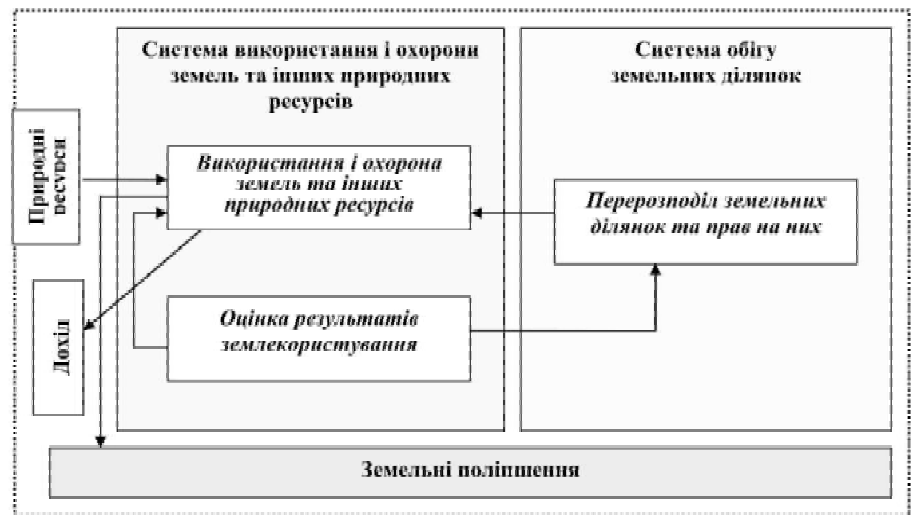 Система використання і охорони
земель та інших природних
ресурсів
Система обігу
земельних ділянок
Природні
ресурси
Використання і охорона
земель та інших
природних ресурсів
Перерозподіл земельних
ділянок та прав на них
Оцінка результатів
землекористування
Дохід
Земельні поліпшення